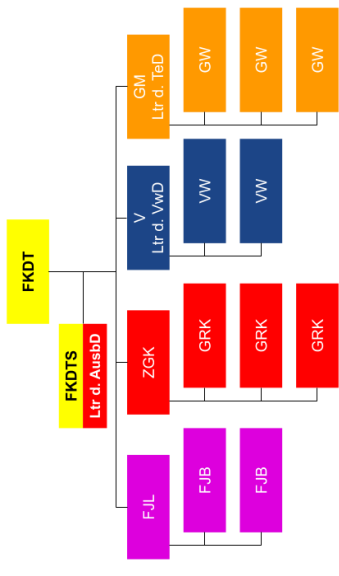 FKDT
FKDTS
Ltr d. AusbD
FJL
ZGK
V
Ltr d. VwD
GM
Ltr d. TeD
FJB
GRK
VW
GW
FJB
GRK
VW
GW
GRK
GW